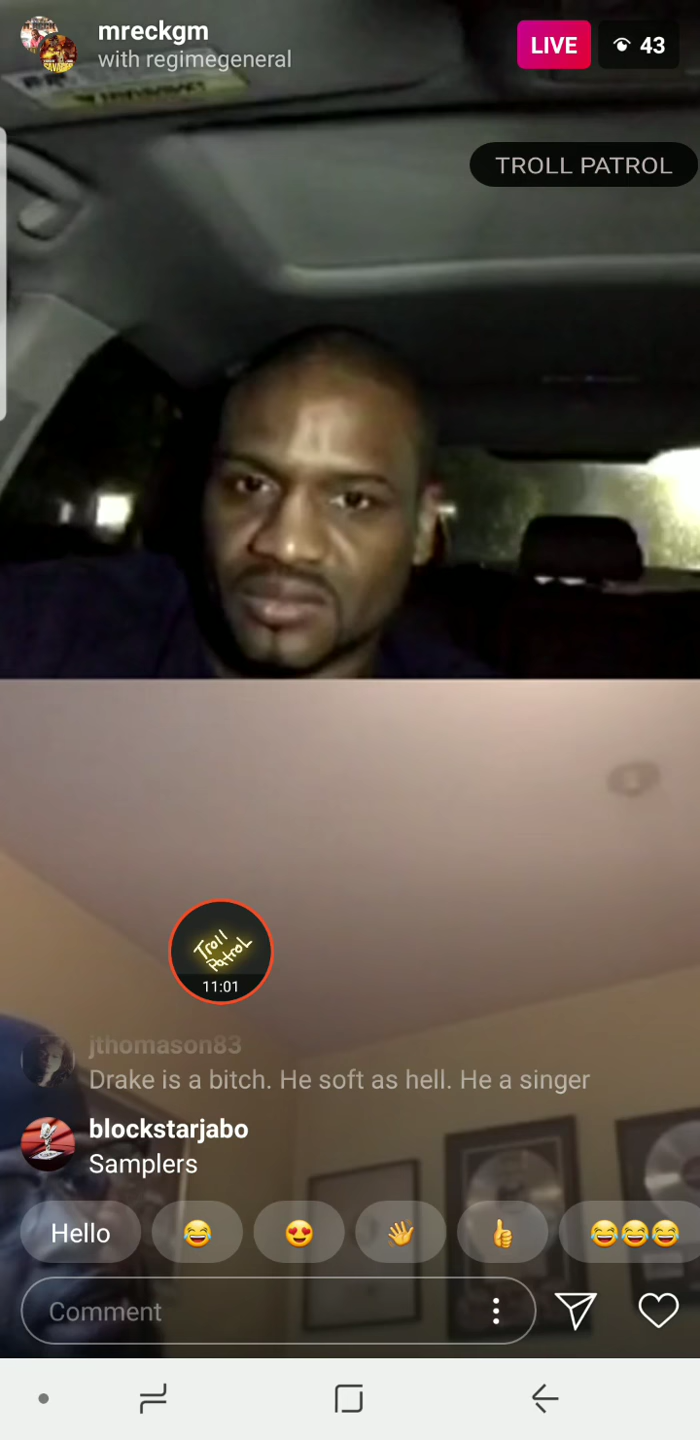 mreckgm
with regimegeneral
LIVE
43
TROLL PATROL
Troll
Patrol
11:01
jthomason83
Drake is a bitch. He soft as hell. He a singer
blockstarjabo
Samplers
Hello
Comment